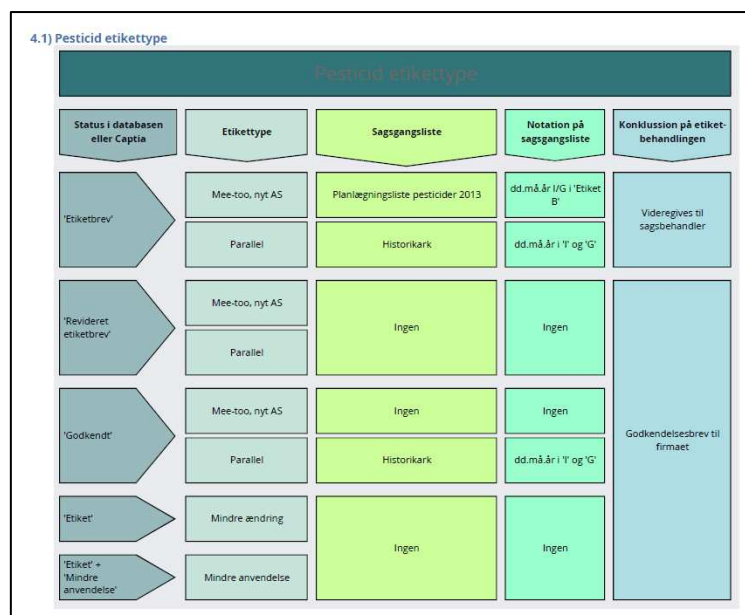 4.1) Pesticid etikettype
Pesticid etikettype
Status i databasen
eller Captia
Etikettype
Sagsgangsliste
Notation på
sagsgangsliste
Konklussion på etiket-
behandlingen
'Etiketbrev'
Mee-too, nyt AS
Planlægningsliste pesticider 2013
dd.må.år I/G i 'Etiket
B'
Videregives til
sagsbehandler
Parallel
Historikark
dd.må.år i 'I' og 'G'
'Revideret
etiketbrev'
Mee-too, nyt AS
Parallel
Ingen
Ingen
Godkendelsesbrev til
firmaet
'Godkendt'
Mee-too, nyt AS
Ingen
Ingen
Parallel
Historikark
dd.må.år i 'I' og 'G'
'Etiket'
Mindre ændring
Ingen
Ingen
'Etiket' +
'Mindre
anvendelse'
Mindre anvendelse